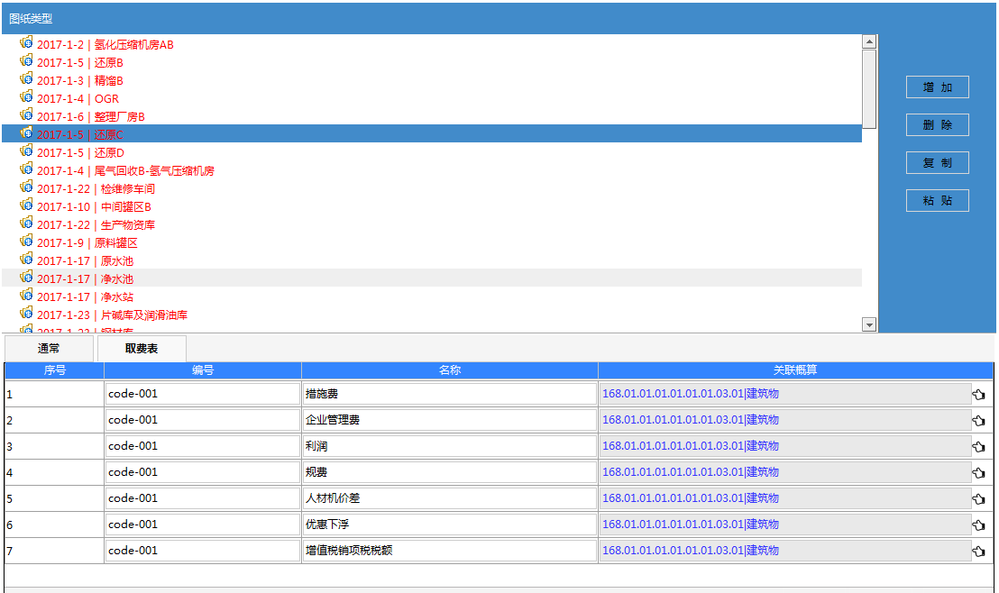 图纸类型
2017-1-2 | 氢化压缩机房AB
2017-1-5 | 还原B
2017-1-3 | 精馏B
2017-1-4 | OGR
2017-1-6 | 整理厂房B
2017-1-5 | 还原C
2017-1-5 | 还原D
2017-1-4 | 尾气回收B-氢气压缩机房
2017-1-22 | 检维修车间
2017-1-10 | 中间罐区B
2017-1-22 | 生产物资库
2017-1-9 | 原料罐区
2017-1-17 | 原水池
2017-1-17 | 净水池
2017-1-17 | 净水站
2017-1-23 | 片碱库及润滑油库
增 加
删 除
复 制
粘 贴
通常 取费表
序号 编号 名称 关联概算
1 code-001 措施费 168.01.01.01.01.01.01.03.01|建筑物
2 code-001 企业管理费 168.01.01.01.01.01.01.03.01|建筑物
3 code-001 利润 168.01.01.01.01.01.01.03.01|建筑物
4 code-001 规费 168.01.01.01.01.01.01.03.01|建筑物
5 code-001 人材机价差 168.01.01.01.01.01.01.03.01|建筑物
6 code-001 优惠下浮 168.01.01.01.01.01.01.03.01|建筑物
7 code-001 增值税销项税税额 168.01.01.01.01.01.01.03.01|建筑物